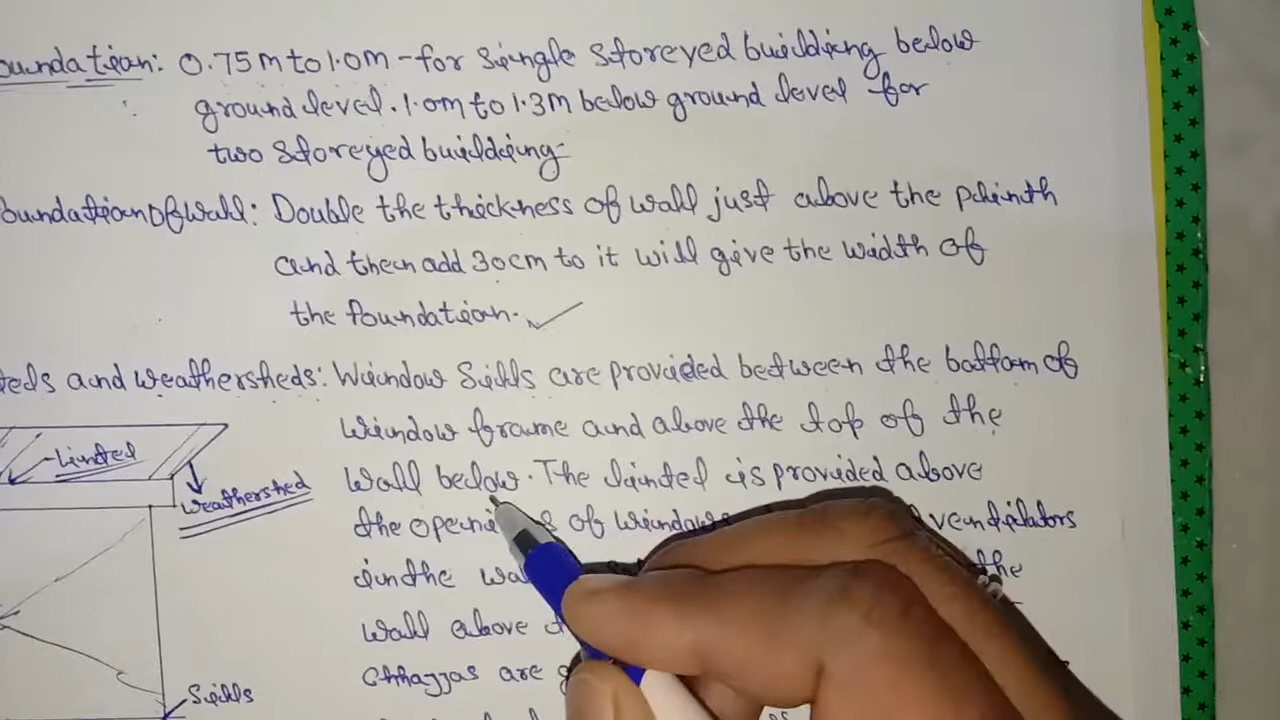 oundation: 0.75m to 1.0m - for single storeyed building below
ground level. 1.0m to 1.3m below ground level for
two storeyed building
oundation of wall: Double the thickness of wall just above the plinth
and then add 30cm to it will give the width of
the foundation.
tels and weathersheds: Window Sills are provided between the bottom of
window frame and above the top of the
Lintel
wall below. The lintel is provided above
weathershed
the openings of window ventilators
in the the
wall above
chhajjas are
Sills